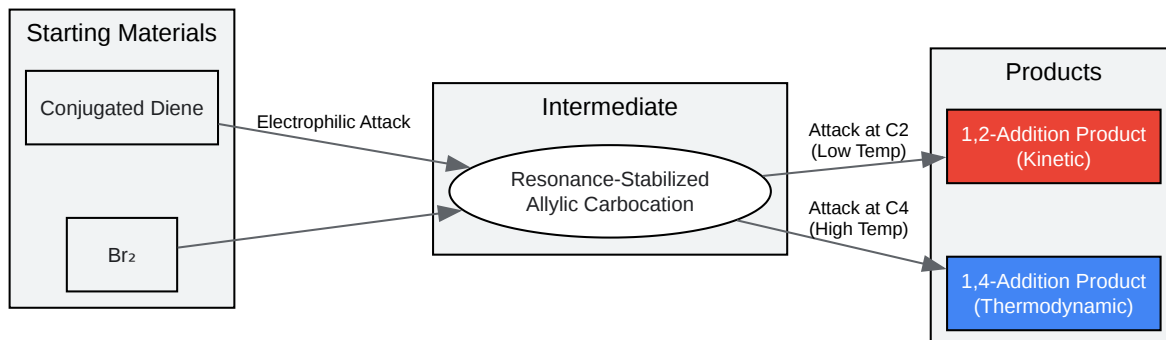 Starting Materials
Conjugated Diene
Br₂
Electrophilic Attack
Intermediate
Resonance-Stabilized
Allylic Carbocation
Attack at C2
(Low Temp)
Attack at C4
(High Temp)
Products
1,2-Addition Product
(Kinetic)
1,4-Addition Product
(Thermodynamic)